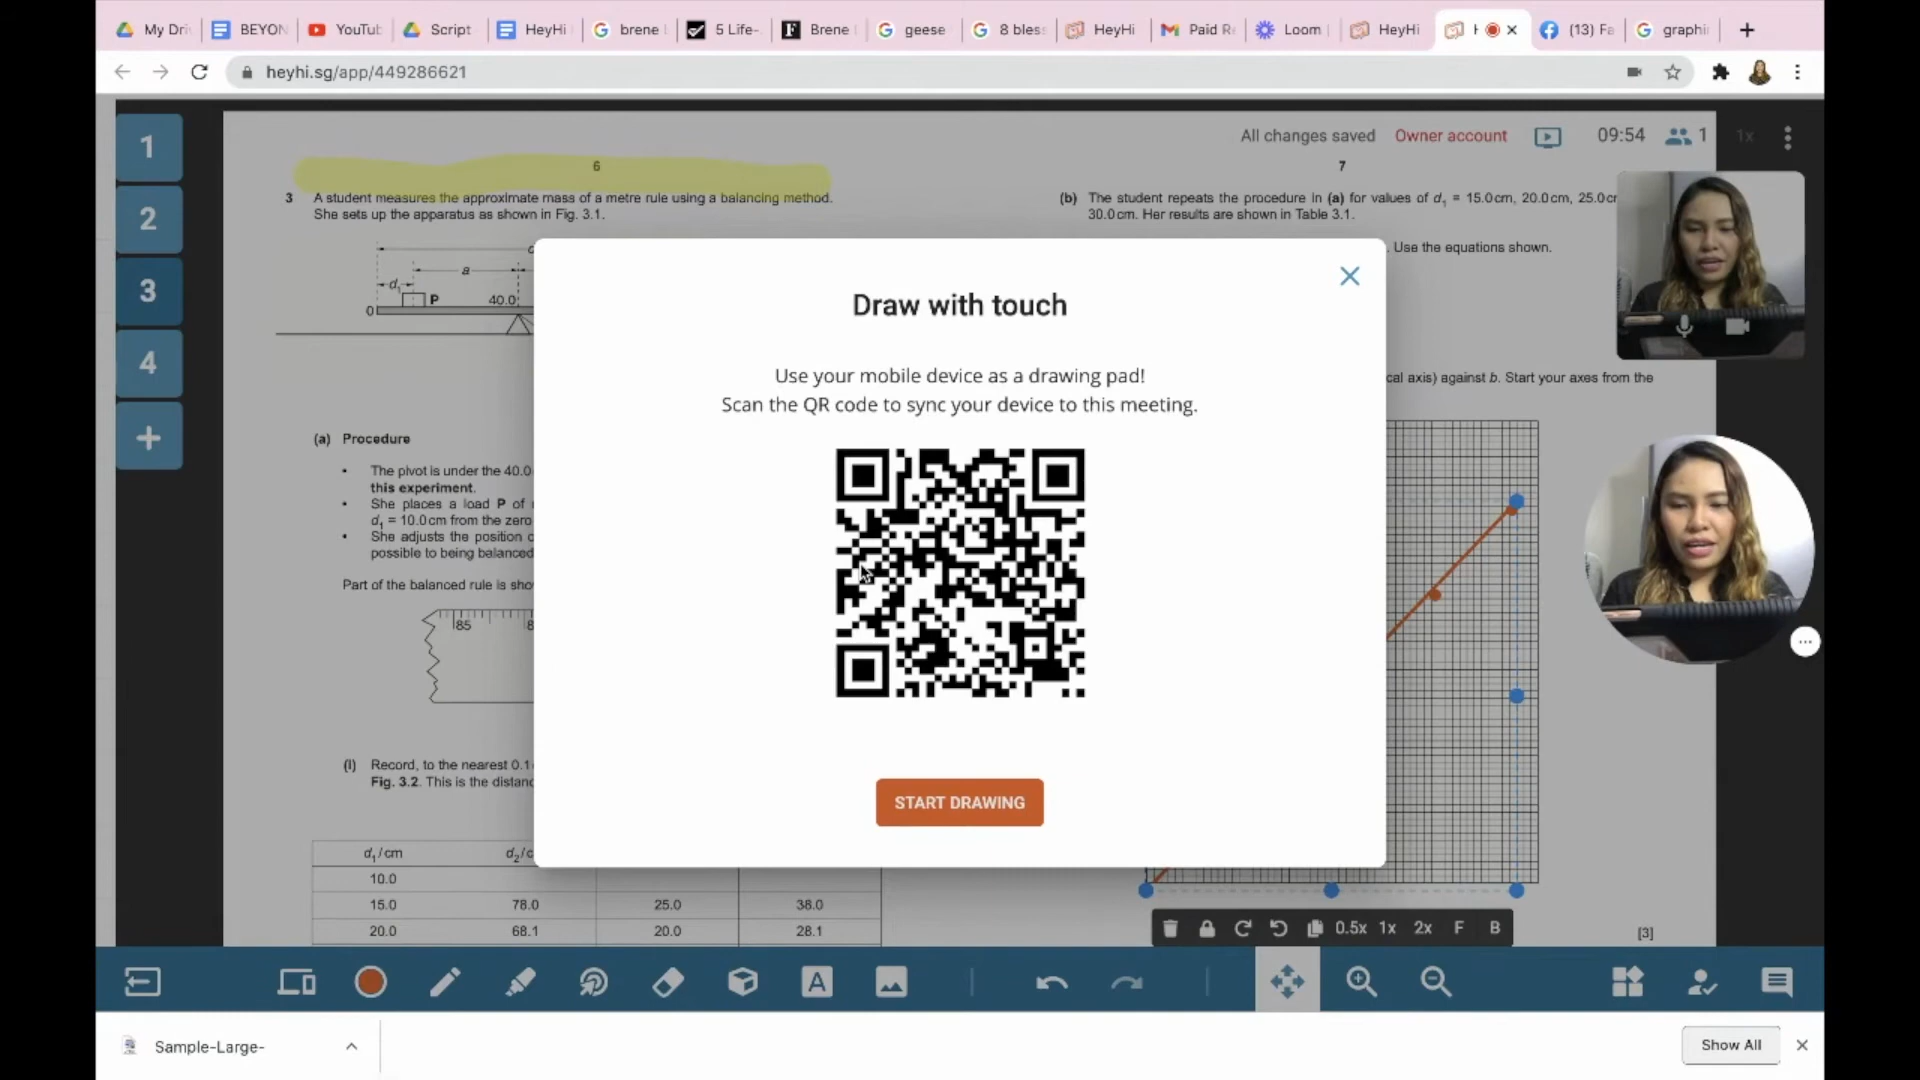 My Dri
BEYON
YouTub
Script
HeyHi
brene
5 Life-
Brene
geese
8 bless
HeyHi
Paid Re
Loom
HeyHi
(13) Fa
graphi
heyhi.sg/app/449286621
1
2
3
4
+
All changes saved
Owner account
09:54
1
1x
6
3 A student measures the approximate mass of a metre rule using a balancing method.
She sets up the apparatus as shown in Fig. 3.1.
a
d₁
P
40.0
0
(a) Procedure
• The pivot is under the 40.0
this experiment.
• She places a load P of
d₁ = 10.0cm from the zero
• She adjusts the position
possible to being balanced
Part of the balanced rule is sho
85
(i) Record, to the nearest 0.1
Fig. 3.2. This is the distanc
d₁/cm
d₂/c
10.0
15.0 78.0 25.0 38.0
20.0 68.1 20.0 28.1
7
(b) The student repeats the procedure in (a) for values of d₁ = 15.0cm, 20.0cm, 25.0cm
30.0cm. Her results are shown in Table 3.1.
. Use the equations shown.
cal axis) against b. Start your axes from the
[3]
Draw with touch
Use your mobile device as a drawing pad!
Scan the QR code to sync your device to this meeting.
START DRAWING
0.5x
1x
2x
F
B
A
Sample-Large-
Show All